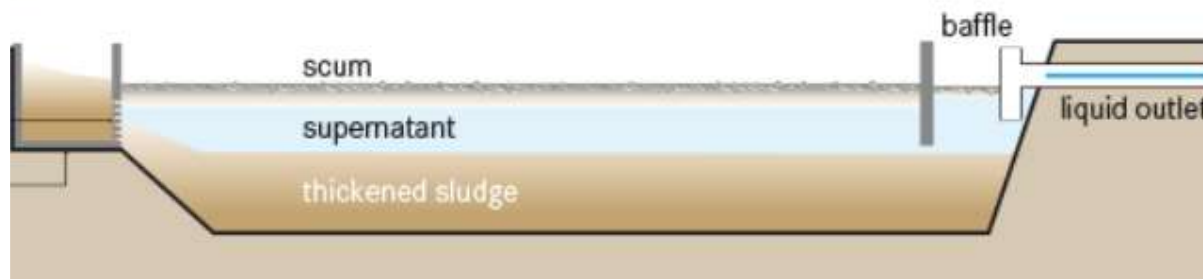 baffle
scum
liquid outlet
supernatant
thickened sludge